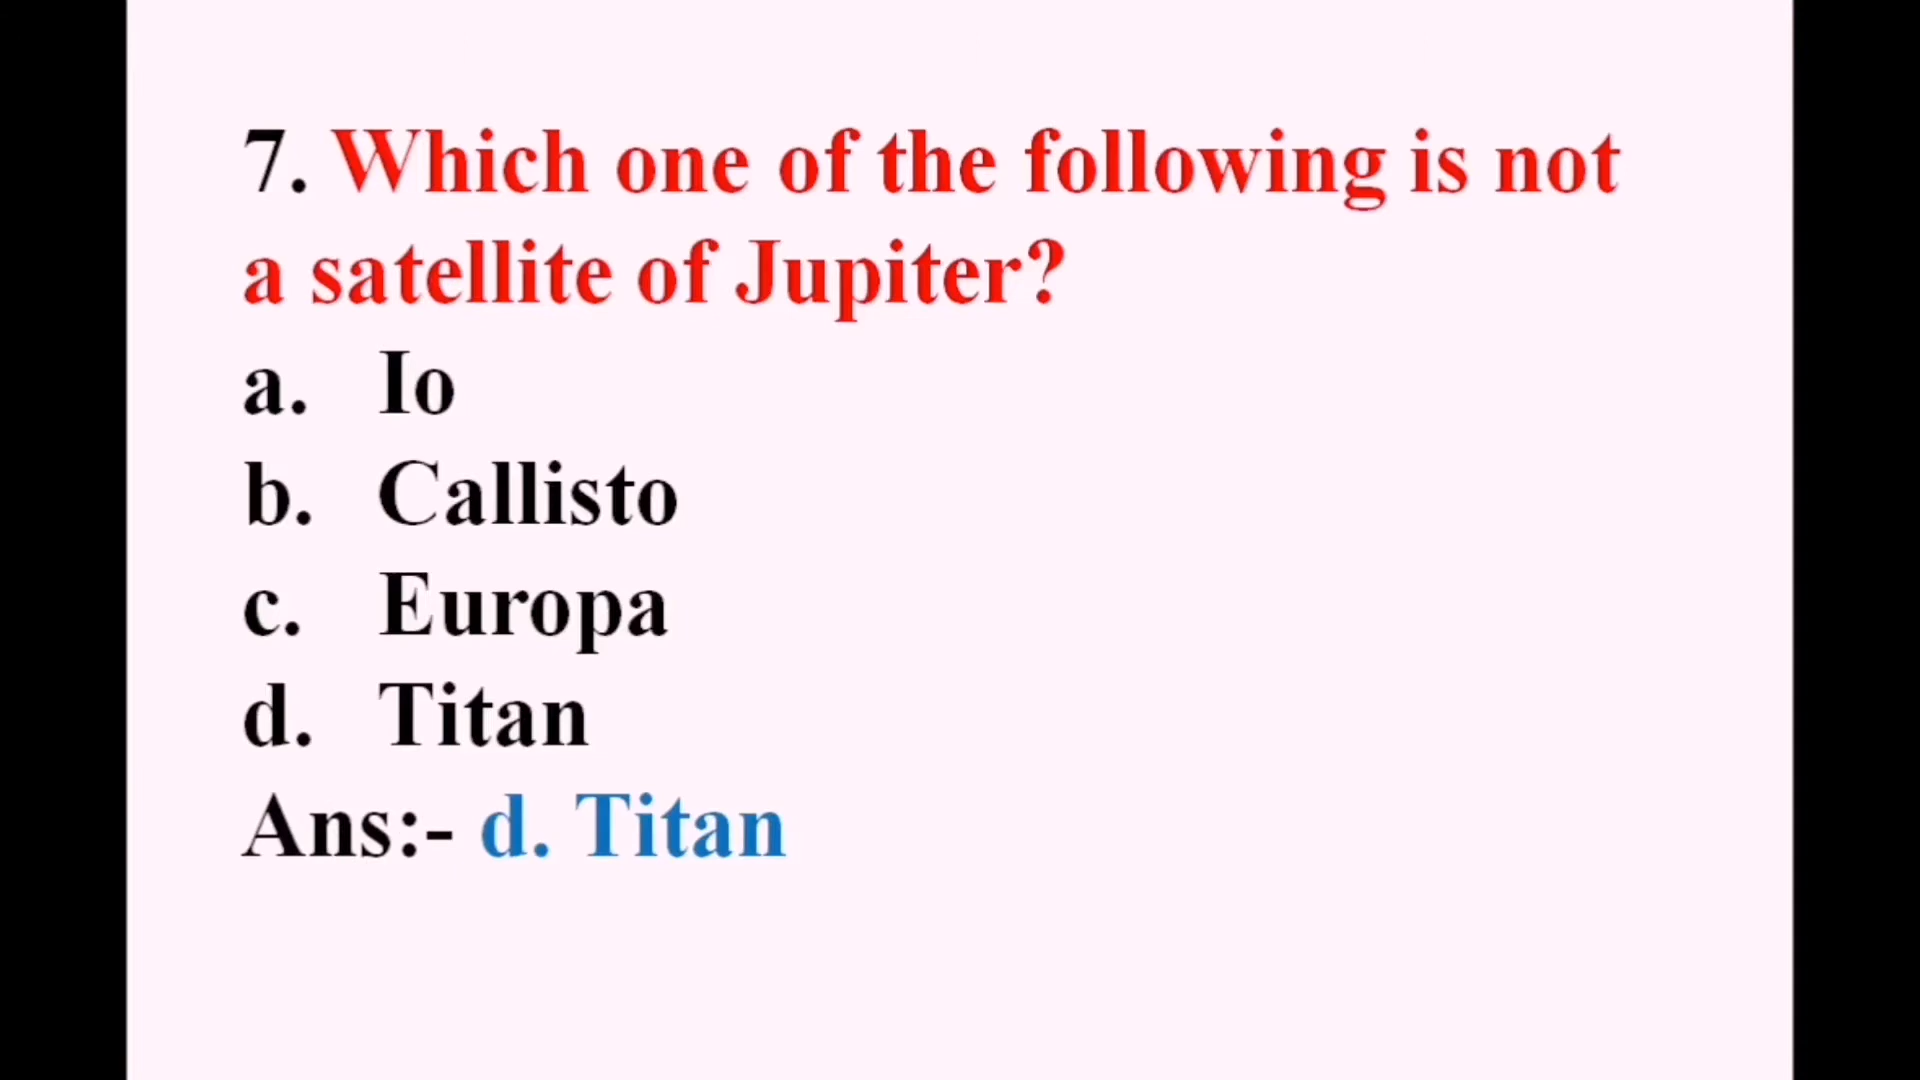 7. Which one of the following is not
a satellite of Jupiter?
a. Io
b. Callisto
c. Europa
d. Titan
Ans:- d. Titan